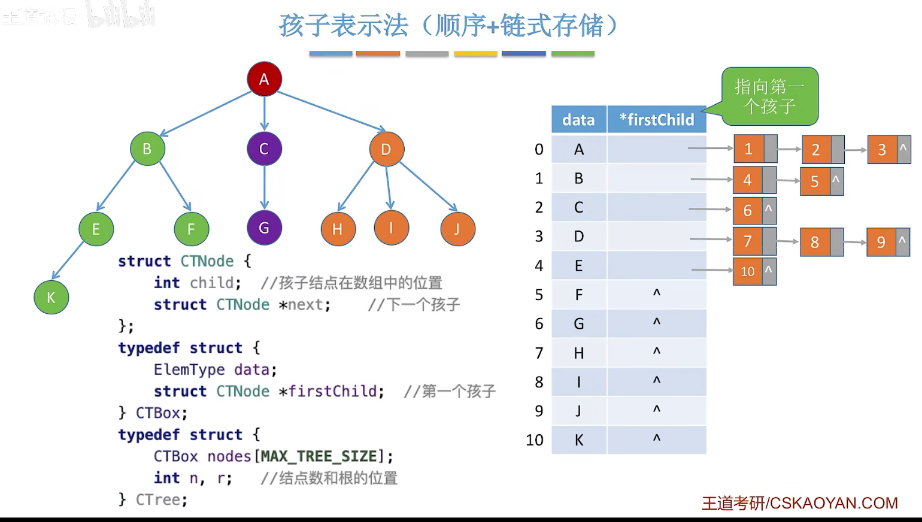 孩子表示法（顺序+链式存储）
A
B
C
D
E
F
G
H
I
J
K
struct CTNode {
int child; //孩子结点在数组中的位置
struct CTNode *next; //下一个孩子
};
typedef struct {
ElemType data;
struct CTNode *firstChild; //第一个孩子
} CTBox;
typedef struct {
CTBox nodes[MAX_TREE_SIZE];
int n, r; //结点数和根的位置
} CTree;
指向第一
个孩子
data *firstChild
0 A 1 2 3 ^
1 B 4 5 ^
2 C 6 ^
3 D 7 8 9 ^
4 E 10 ^
5 F ^
6 G ^
7 H ^
8 I ^
9 J ^
10 K ^
王道考研/CSKAOYAN.COM